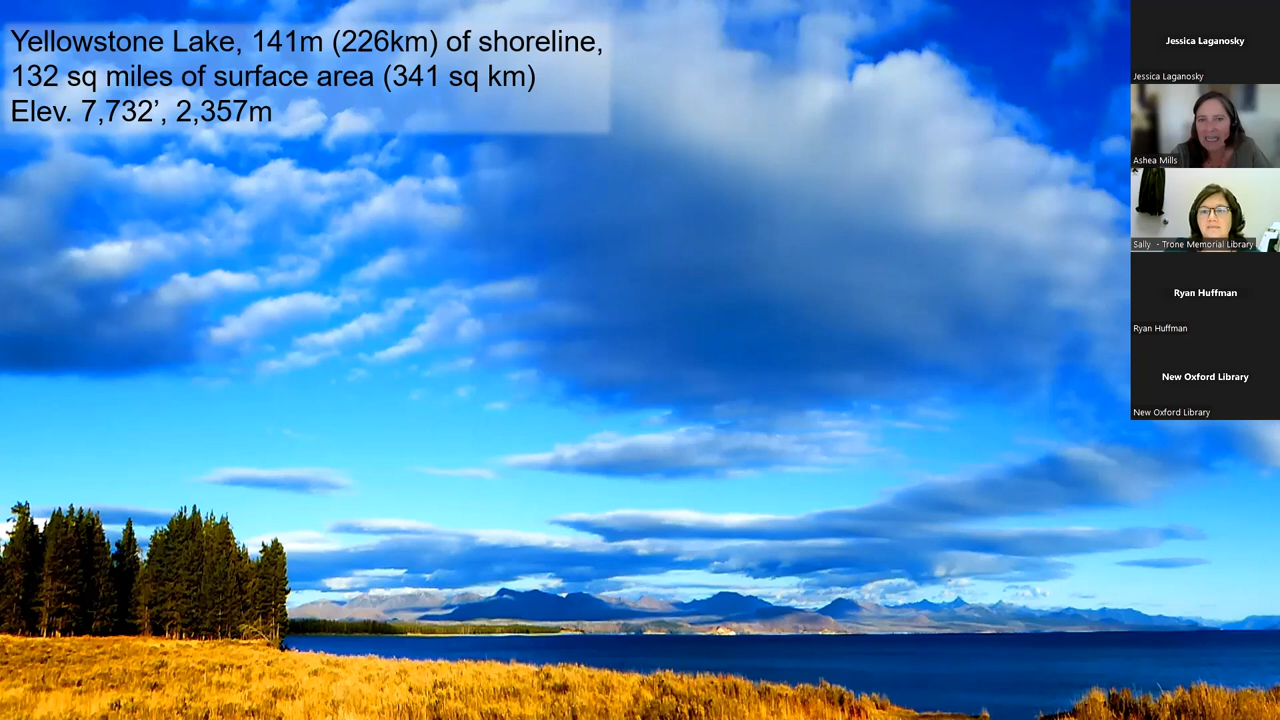 Yellowstone Lake, 141m (226km) of shoreline,
132 sq miles of surface area (341 sq km)
Elev. 7,732’, 2,357m
Jessica Laganosky
Jessica Laganosky
Ashea Mills
Sally - Trone Memorial Library
Ryan Huffman
Ryan Huffman
New Oxford Library
New Oxford Library